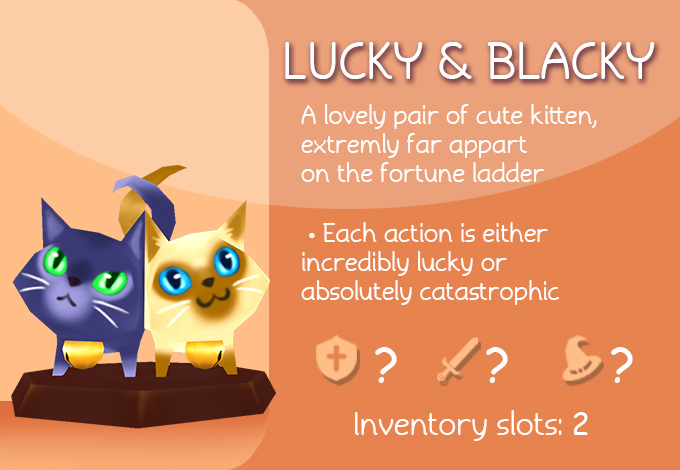 LUCKY & BLACKY
A lovely pair of cute kitten,
extremly far appart
on the fortune ladder
• Each action is either
incredibly lucky or
absolutely catastrophic
? ? ?
Inventory slots: 2